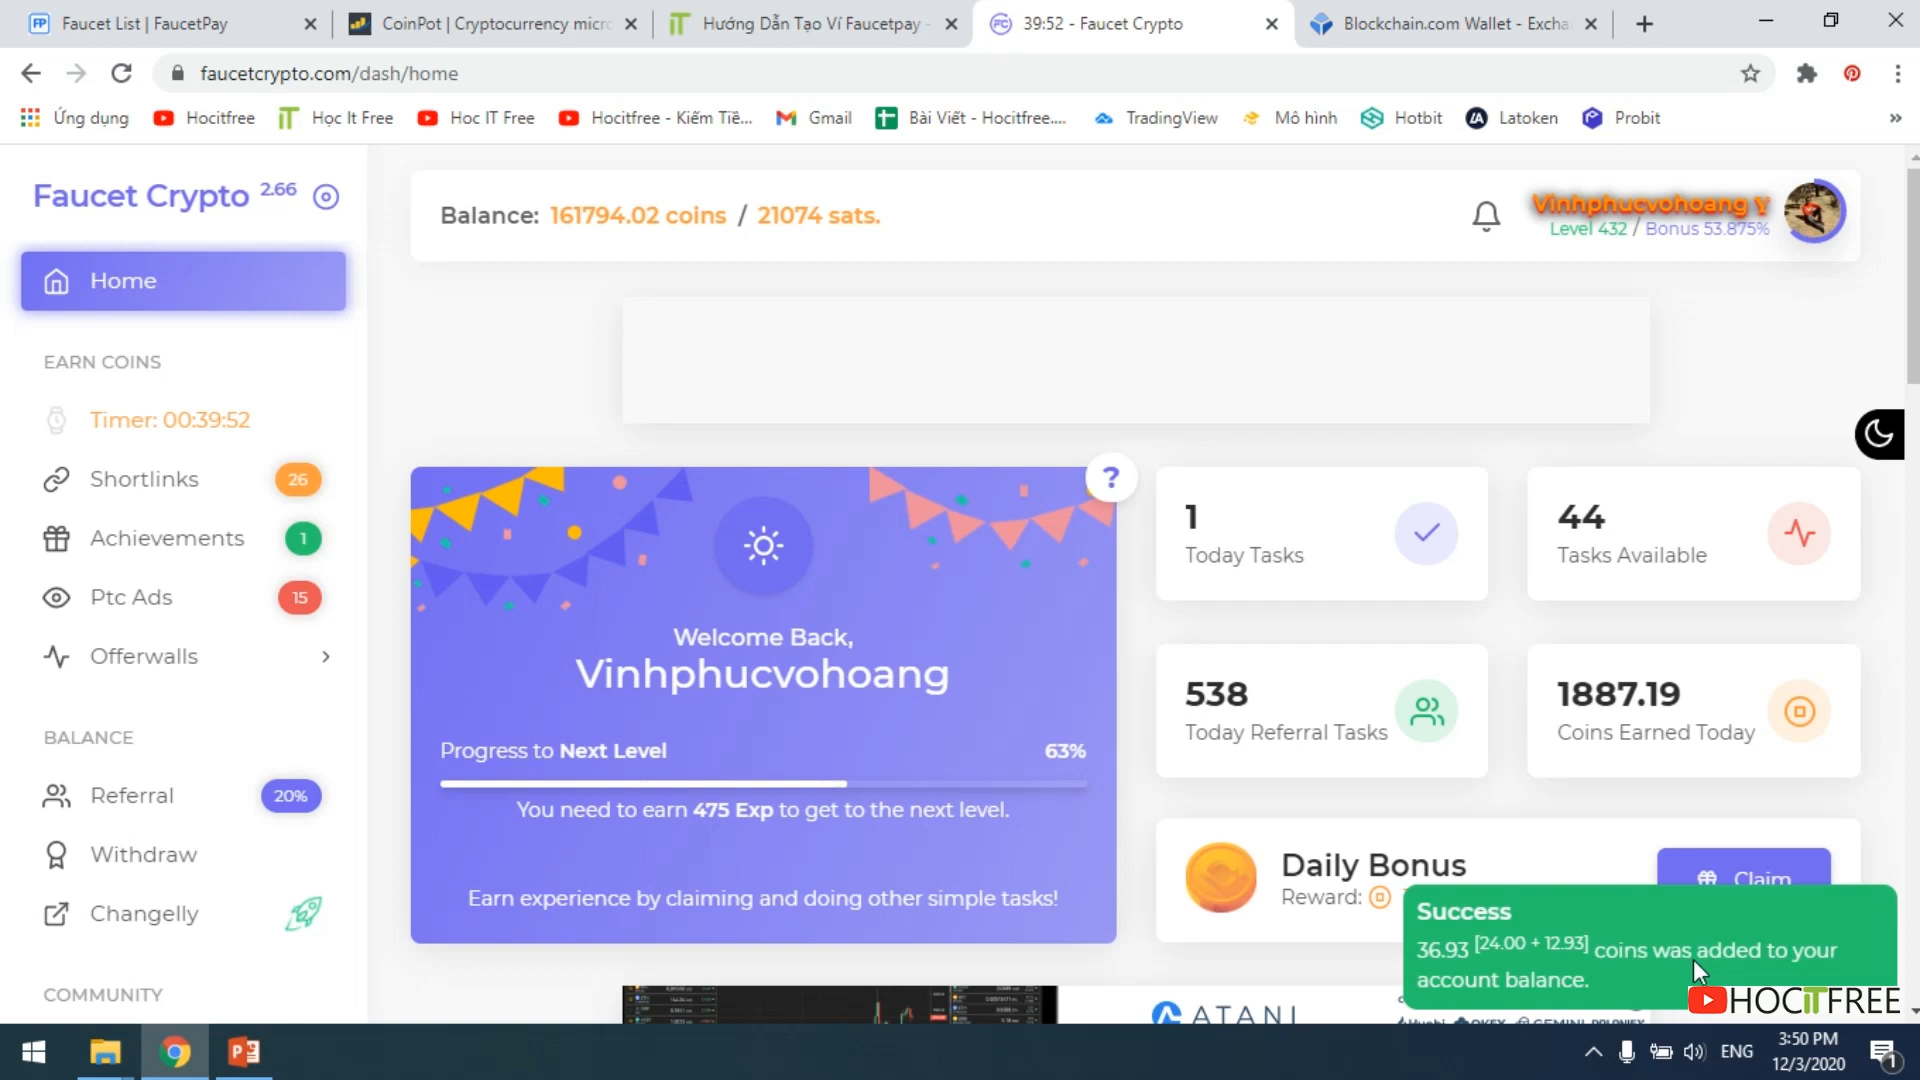 Faucet List | FaucetPay
CoinPot | Cryptocurrency micro
Hướng Dẫn Tạo Ví Faucetpay -
39:52 - Faucet Crypto
Blockchain.com Wallet - Excha
faucetcrypto.com/dash/home
Ứng dụng
Hocitfree
Học It Free
Hoc IT Free
Hocitfree - Kiếm Tiề...
Gmail
Bài Viết - Hocitfree....
TradingView
Mô hình
Hotbit
Latoken
Probit
Faucet Crypto 2.66
Balance: 161794.02 coins / 21074 sats.
Vinhphucvohoang
Level 432 / Bonus 53.875%
Home
EARN COINS
Timer: 00:39:52
Shortlinks 26
Achievements 1
Ptc Ads 15
Offerwalls
BALANCE
Referral 20%
Withdraw
Changelly
COMMUNITY
?
Welcome Back,
Vinhphucvohoang
Progress to Next Level 63%
You need to earn 475 Exp to get to the next level.
Earn experience by claiming and doing other simple tasks!
1
Today Tasks
44
Tasks Available
538
Today Referral Tasks
1887.19
Coins Earned Today
Daily Bonus
Reward:
Claim
Success
36.93 [24.00 + 12.93] coins was added to your
account balance.
ATANI
HOCITFREE
ENG
3:50 PM
12/3/2020
1